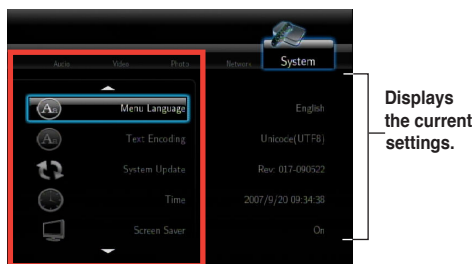 Audio Video Photo Network System
Menu Language English
Text Encoding Unicode(UTF8)
System Update Rev: 017-090522
Time 2007/9/20 09:34:38
Screen Saver On
Displays
the current
settings.